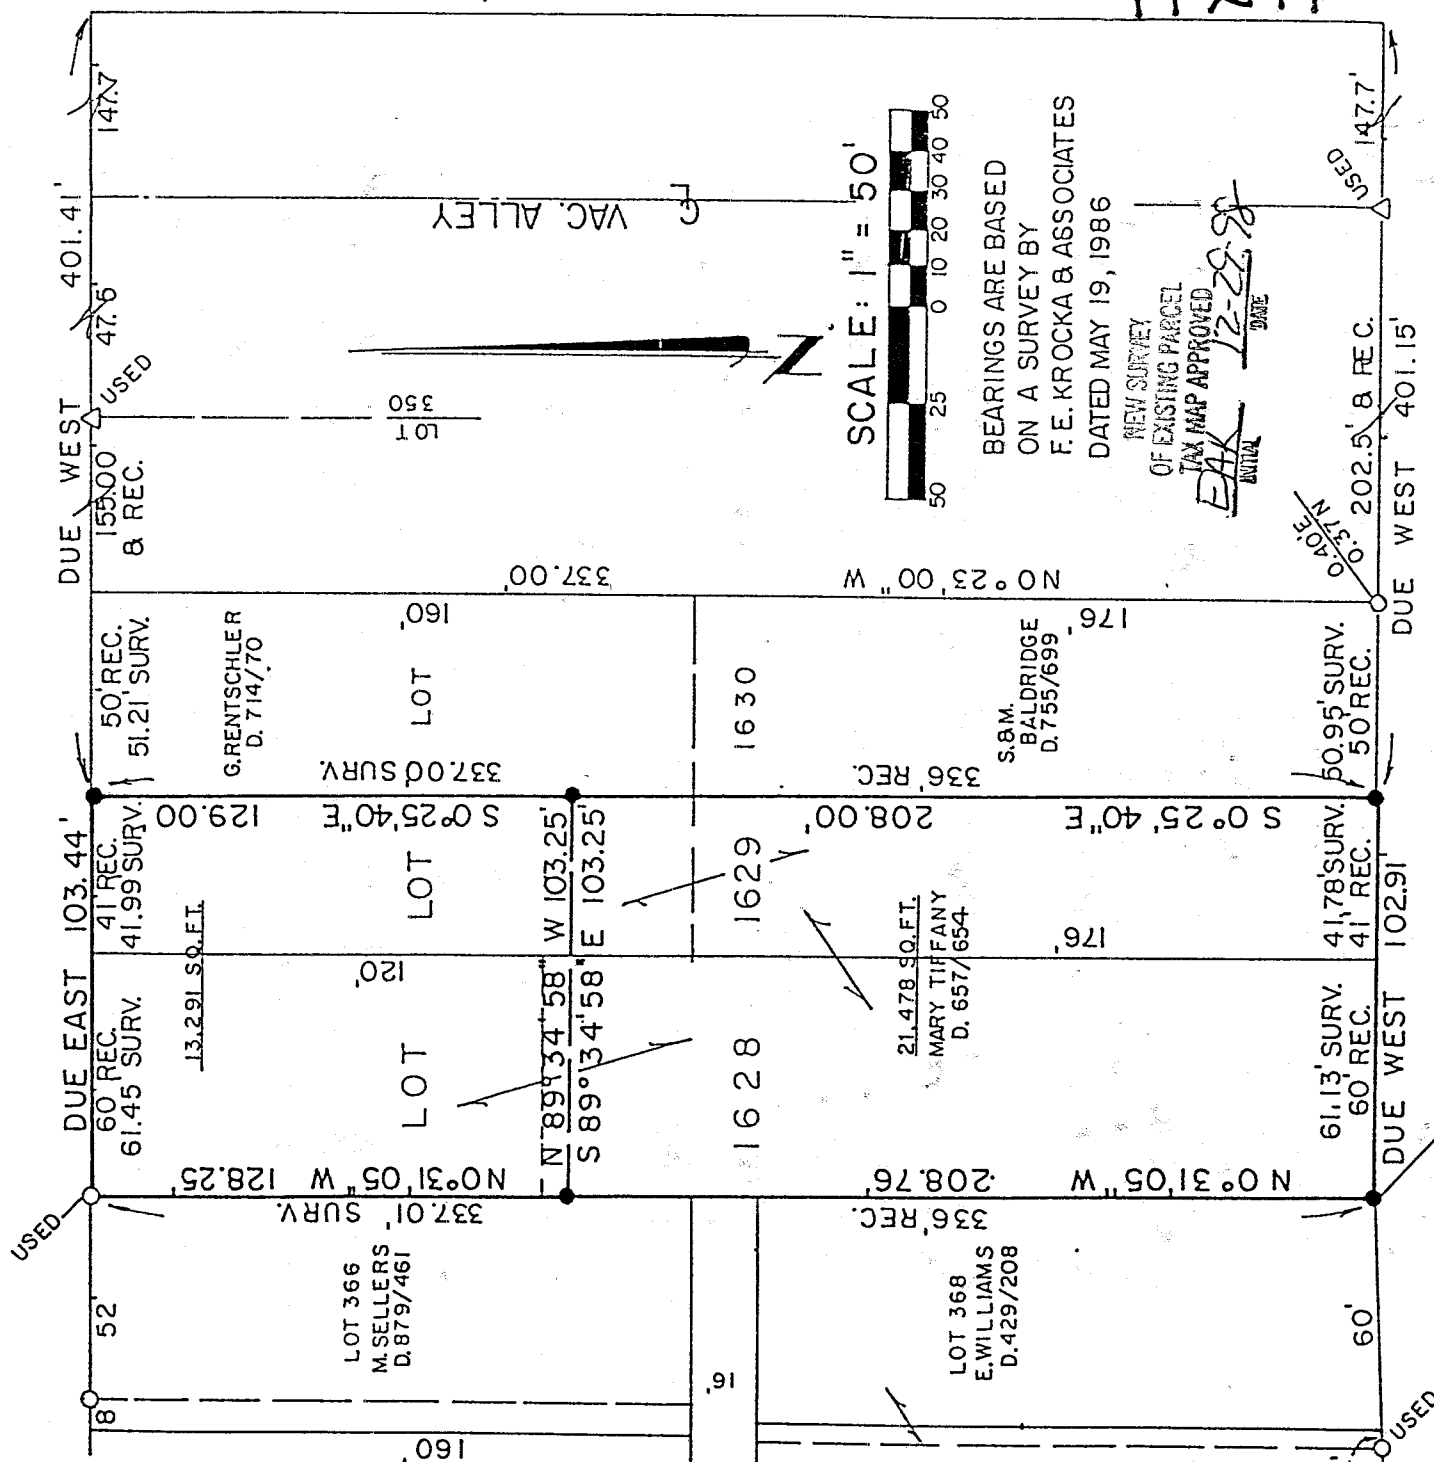 DUE WEST 401.41'
155.00 & REC.
47.5
147.7'
USED
LOT 350
VAC. ALLEY
SCALE: 1" = 50'
50 25 0 10 20 30 40 50
BEARINGS ARE BASED
ON A SURVEY BY
F. E. KROCKA & ASSOCIATES
DATED MAY 19, 1986
NEW SURVEY
OF EXISTING PARCEL
TAX MAP APPROVED
12-29-92
INITIAL DATE
USED
147.7'
202.5' & REC.
DUE WEST 401.15'
0.40'E
0.37'N
N 0° 23' 00" W 337.00'
50' REC.
51.21' SURV.
G.RENTSCHLER
D. 714/70
LOT
160'
1630
S.&M.
BALDRIDGE
D.755/699
176'
50.95' SURV.
50' REC.
337.00 SURV.
336' REC.
S 0° 25' 40" E 129.00
S 0° 25' 40" E 208.00'
DUE EAST 103.44'
41' REC.
41.99 SURV.
60' REC.
61.45' SURV.
13,291 SQ.FT.
LOT
LOT
120'
N 89° 34' 58" W 103.25'
S 89° 34' 58" E 103.25'
1629
1628
21,478 SQ.FT.
MARY TIFFANY
D. 657/654
176'
41.78' SURV.
41' REC.
61.13' SURV.
60' REC.
DUE WEST 102.91'
N 0° 31' 05" W 128.25'
N 0° 31' 05" W 208.76'
337.01' SURV.
336' REC.
USED
52'
8
LOT 366
M.SELLERS
D.879/461
160'
16'
LOT 368
E.WILLIAMS
D.429/208
60'
USED